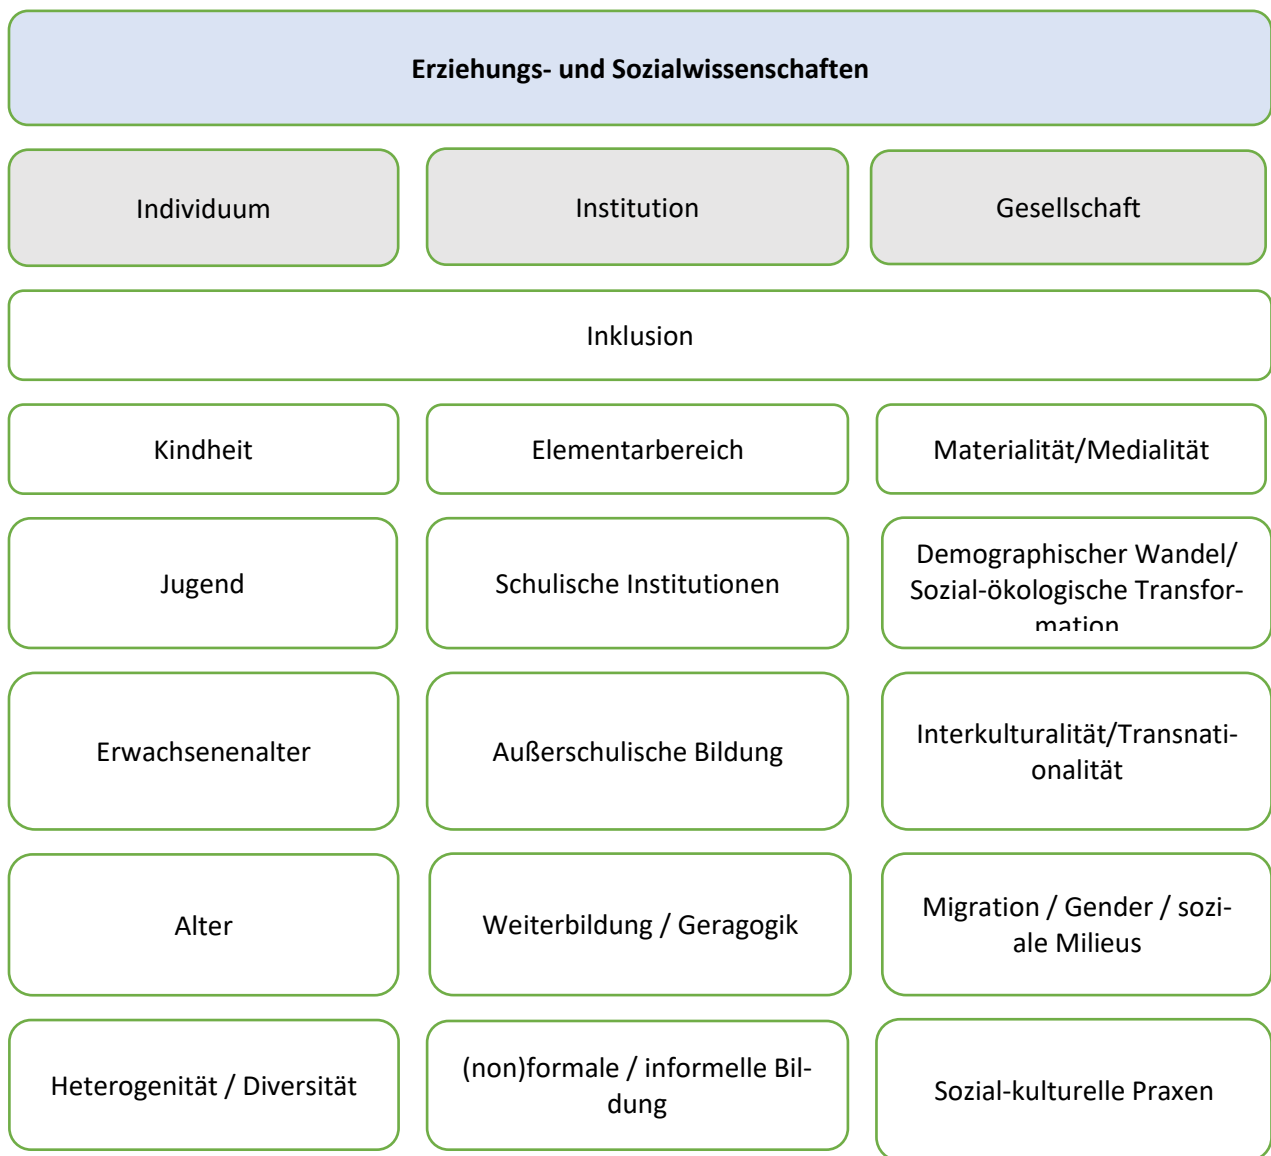 Erziehungs- und Sozialwissenschaften
Individuum
Institution
Gesellschaft
Inklusion
Kindheit
Elementarbereich
Materialität/Medialität
Jugend
Schulische Institutionen
Demographischer Wandel/
Sozial-ökologische Transfor-
mation
Erwachsenenalter
Außerschulische Bildung
Interkulturalität/Transnati-
onalität
Alter
Weiterbildung / Geragogik
Migration / Gender / sozi-
ale Milieus
Heterogenität / Diversität
(non)formale / informelle Bil-
dung
Sozial-kulturelle Praxen